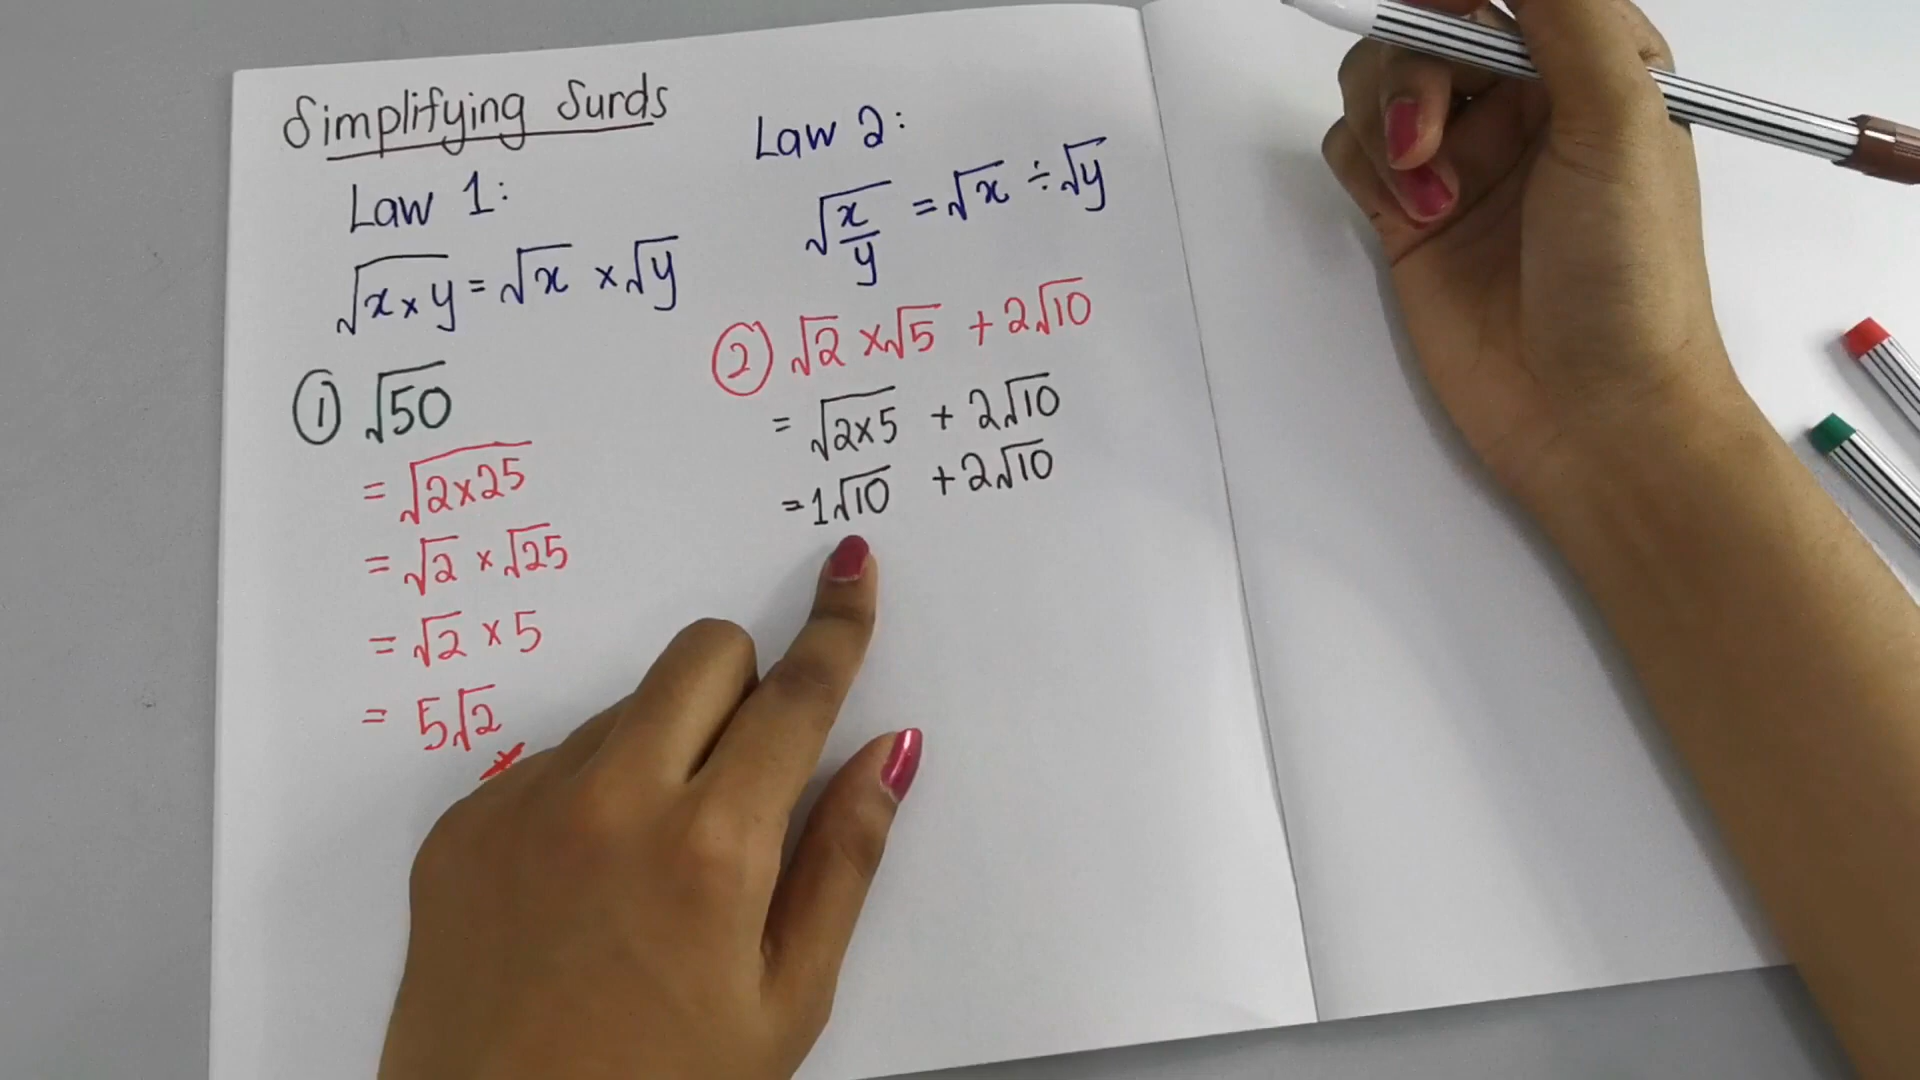 Simplifying Surds
Law 1:
√(x×y) = √x × √y
① √50
= √(2×25)
= √2 × √25
= √2 × 5
= 5√2
Law 2:
√(x/y) = √x ÷ √y
② √2 × √5 + 2√10
= √(2×5) + 2√10
= 1√10 + 2√10